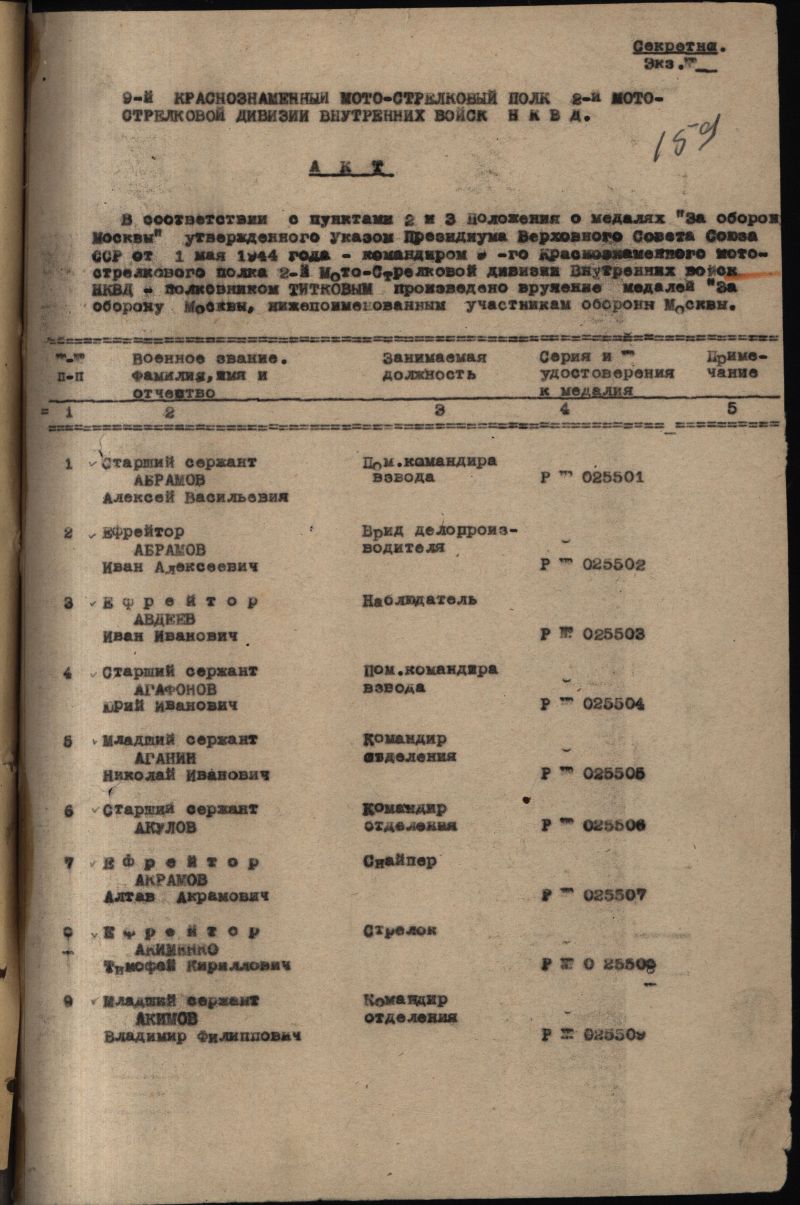 Секретно.
Экз.№__
9-й КРАСНОЗНАМЕННЫЙ МОТО-СТРЕЛКОВЫЙ ПОЛК 2-й МОТО-
СТРЕЛКОВОЙ ДИВИЗИИ ВНУТРЕННИХ ВОЙСК Н К В Д.
159
А К Т
В соответствии с пунктами 2 и 3 Положения о медалях "За оборон
Москвы" утвержденного Указом Президиума Верховного Совета Союза
ССР от 1 мая 1944 года - командиром 9 -го Краснознаменного мото-
стрелкового полка 2-й Мото-Стрелковой дивизии Внутренних войск
НКВД - полковником ТИТКОВЫМ произведено вручение медалей "За
оборону Москвы, нижепоименованным участникам обороны Москвы.
№-№ Военное звание. Занимаемая Серия и № Приме-
п-п Фамилия, имя и должность удостоверения чание
отчество к медалия
= 1 2 3 4 5
1 Старший сержант Пом.командира
АБРАМОВ взвода Р № 025501
Алексей Васильевия
2 Ефрейтор Врид делопроиз-
АБРАМОВ водителя
Иван Алексеевич Р № 025502
3 Е ф р е й т о р Наблюдатель
АВДЕЕВ
Иван Иванович Р № 025503
4 Старший сержант Пом.командира
АГАФОНОВ взвода
Юрий Иванович Р № 025504
5 Младший сержант Командир
АГАНИН отделения
Николай Иванович Р № 025505
6 Старший сержант Командир
АКУЛОВ отделения Р № 025506
7 Е ф р е й т о р Снайпер
АКРАМОВ
Алтав Акрамович Р № 025507
8 Е ф р е й т о р Стрелок
АКИМЕНКО
Тимофей Кириллович Р № 0 25508
9 Младший сержант Командир
АКИМОВ отделения
Владимир Филиппович Р № 025509